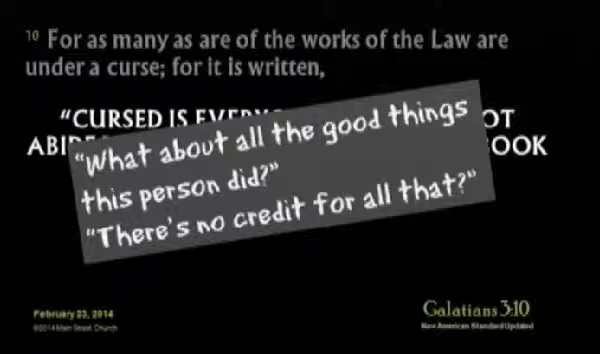 10 For as many as are of the works of the Law are
under a curse; for it is written,
"CURSED IS OT
ABI OOK
"What about all the good things
this person did?"
"There's no credit for all that?"
February 23, 2014
©2014 Main Street Church
Galatians 3:10
New American Standard Updated